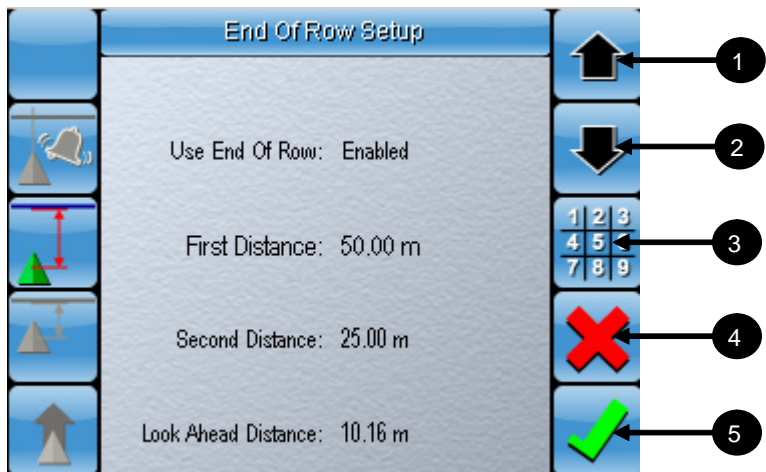 End Of Row Setup
1
2
Use End Of Row: Enabled
1 2 3
4 5 6
7 8 9
First Distance: 50.00 m
3
Second Distance: 25.00 m
4
Look Ahead Distance: 10.16 m
5